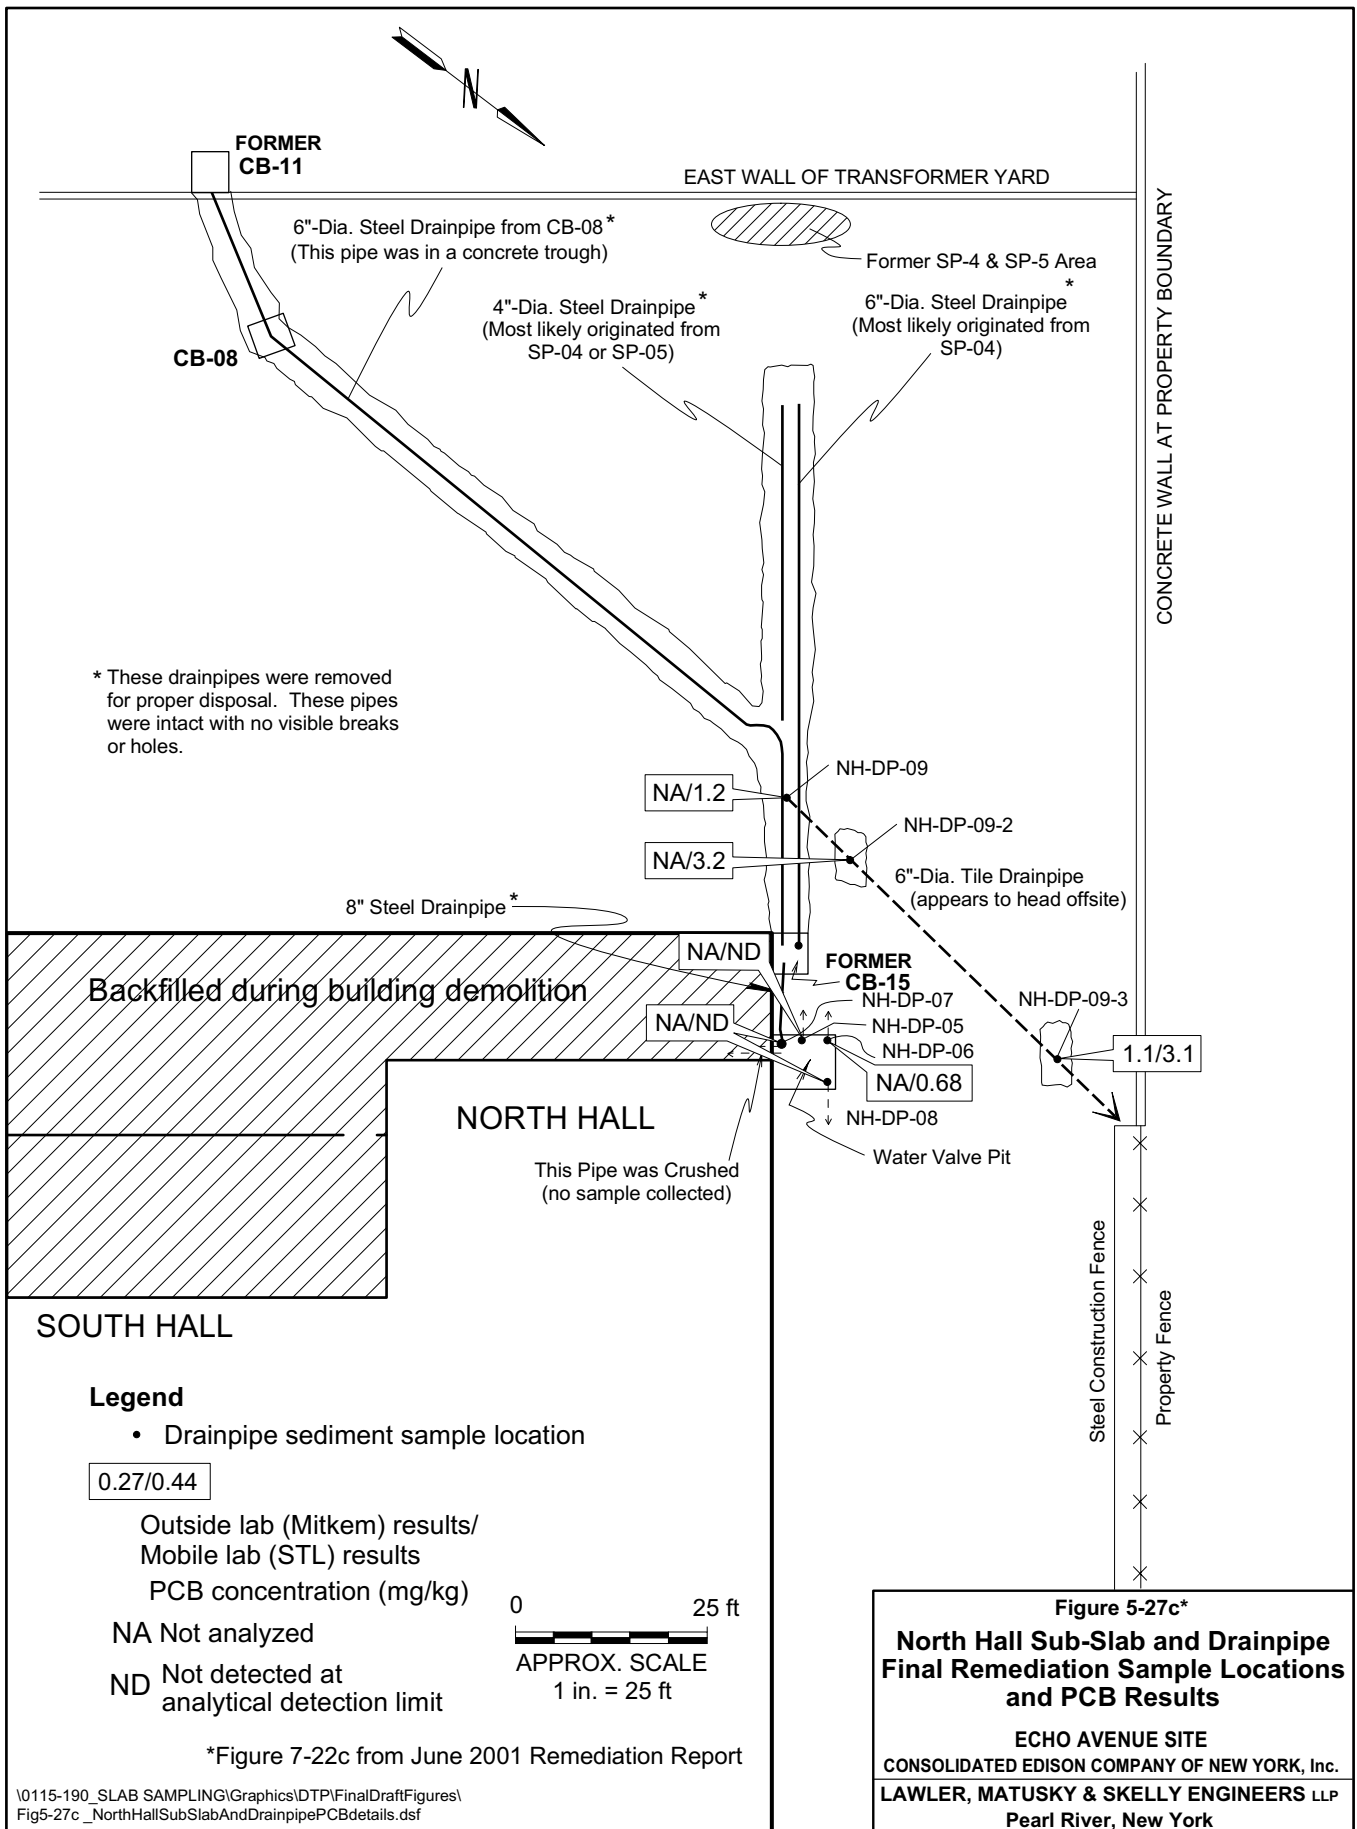 N
FORMER
CB-11
EAST WALL OF TRANSFORMER YARD
6"-Dia. Steel Drainpipe from CB-08*
(This pipe was in a concrete trough)
Former SP-4 & SP-5 Area
4"-Dia. Steel Drainpipe*
(Most likely originated from
SP-04 or SP-05)
6"-Dia. Steel Drainpipe*
(Most likely originated from
SP-04)
CB-08
CONCRETE WALL AT PROPERTY BOUNDARY
* These drainpipes were removed
for proper disposal. These pipes
were intact with no visible breaks
or holes.
NH-DP-09
NA/1.2
NH-DP-09-2
NA/3.2
6"-Dia. Tile Drainpipe
(appears to head offsite)
8" Steel Drainpipe*
NA/ND
FORMER
CB-15
Backfilled during building demolition
NH-DP-07
NH-DP-09-3
NA/ND
NH-DP-05
NH-DP-06
1.1/3.1
NA/0.68
NORTH HALL
NH-DP-08
Water Valve Pit
This Pipe was Crushed
(no sample collected)
Steel Construction Fence
Property Fence
SOUTH HALL
Legend
• Drainpipe sediment sample location
0.27/0.44
Outside lab (Mitkem) results/
Mobile lab (STL) results
PCB concentration (mg/kg)
NA Not analyzed
ND Not detected at
analytical detection limit
0 25 ft
APPROX. SCALE
1 in. = 25 ft
*Figure 7-22c from June 2001 Remediation Report
\0115-190_SLAB SAMPLING\Graphics\DTP\FinalDraftFigures\
Fig5-27c _NorthHallSubSlabAndDrainpipePCBdetails.dsf
Figure 5-27c*
North Hall Sub-Slab and Drainpipe
Final Remediation Sample Locations
and PCB Results
ECHO AVENUE SITE
CONSOLIDATED EDISON COMPANY OF NEW YORK, Inc.
LAWLER, MATUSKY & SKELLY ENGINEERS LLP
Pearl River, New York